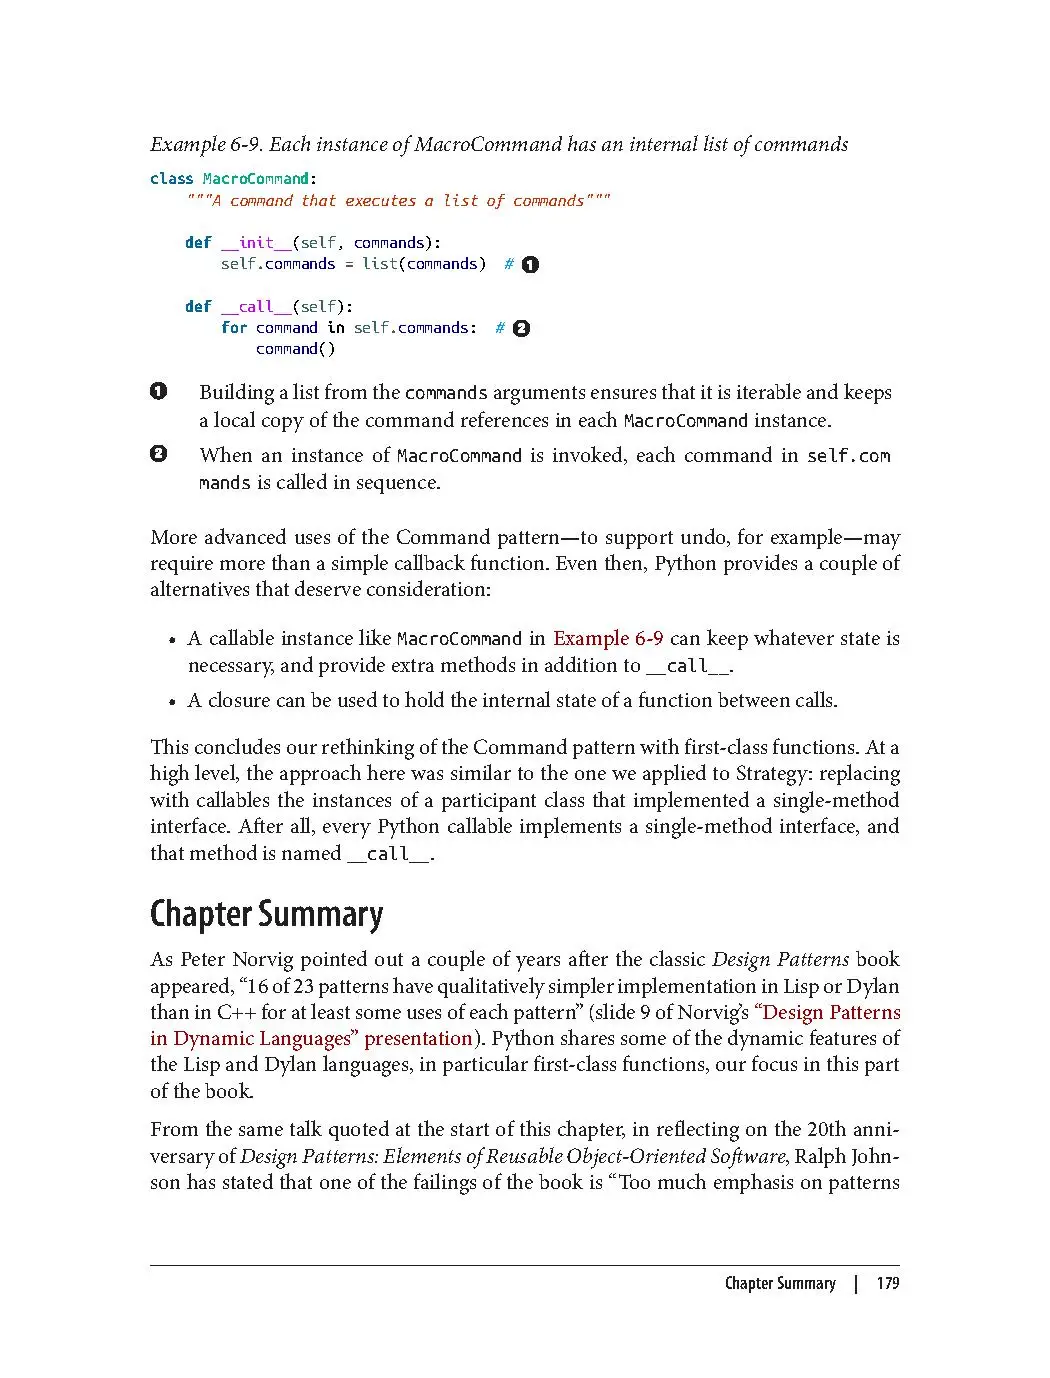 Example 6-9. Each instance of MacroCommand has an internal list of commands
class MacroCommand:
    """A command that executes a list of commands"""
    def __init__(self, commands):
        self.commands = list(commands)  # ❶
    def __call__(self):
        for command in self.commands:  # ❷
            command()
❶ Building a list from the commands arguments ensures that it is iterable and keeps
a local copy of the command references in each MacroCommand instance.
❷ When an instance of MacroCommand is invoked, each command in self.com
mands is called in sequence.
More advanced uses of the Command pattern—to support undo, for example—may
require more than a simple callback function. Even then, Python provides a couple of
alternatives that deserve consideration:
• A callable instance like MacroCommand in Example 6-9 can keep whatever state is
necessary, and provide extra methods in addition to __call__.
• A closure can be used to hold the internal state of a function between calls.
This concludes our rethinking of the Command pattern with first-class functions. At a
high level, the approach here was similar to the one we applied to Strategy: replacing
with callables the instances of a participant class that implemented a single-method
interface. After all, every Python callable implements a single-method interface, and
that method is named __call__.
Chapter Summary
As Peter Norvig pointed out a couple of years after the classic Design Patterns book
appeared, “16 of 23 patterns have qualitatively simpler implementation in Lisp or Dylan
than in C++ for at least some uses of each pattern” (slide 9 of Norvig’s “Design Patterns
in Dynamic Languages” presentation). Python shares some of the dynamic features of
the Lisp and Dylan languages, in particular first-class functions, our focus in this part
of the book.
From the same talk quoted at the start of this chapter, in reflecting on the 20th anni-
versary of Design Patterns: Elements of Reusable Object-Oriented Software, Ralph John-
son has stated that one of the failings of the book is “Too much emphasis on patterns
Chapter Summary | 179